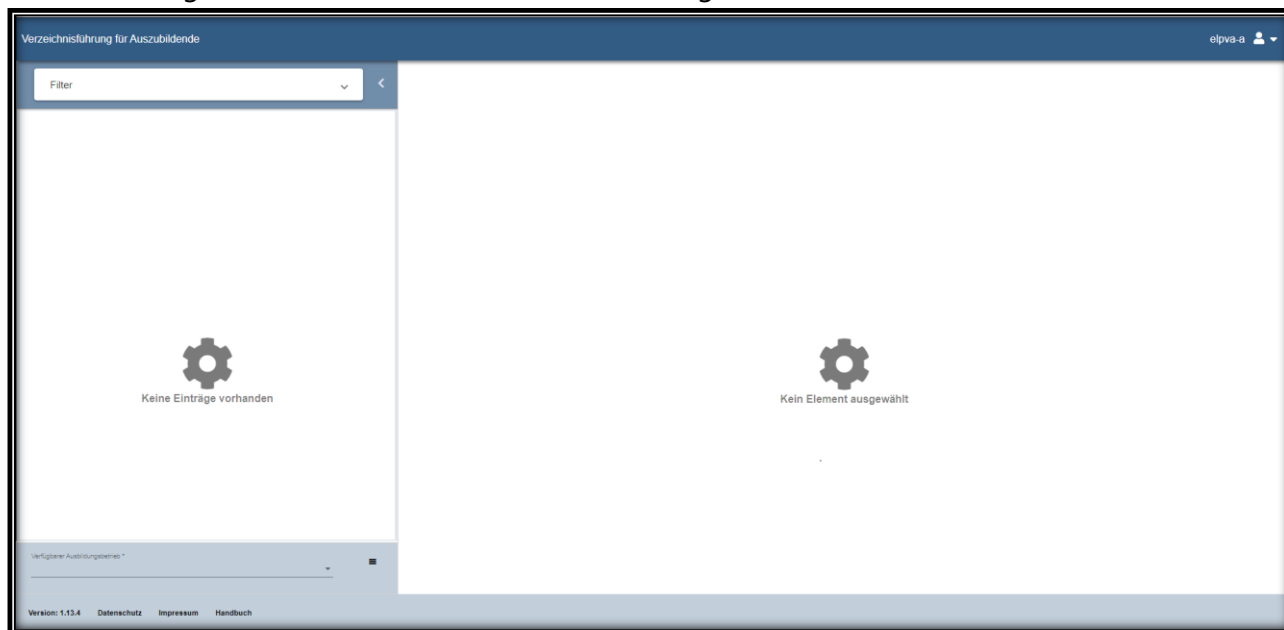 Verzeichnisführung für Auszubildende
elpva-a
Filter
Keine Einträge vorhanden
Kein Element ausgewählt
Verfügbarer Ausbildungsbetrieb *
Version: 1.13.4 Datenschutz Impressum Handbuch